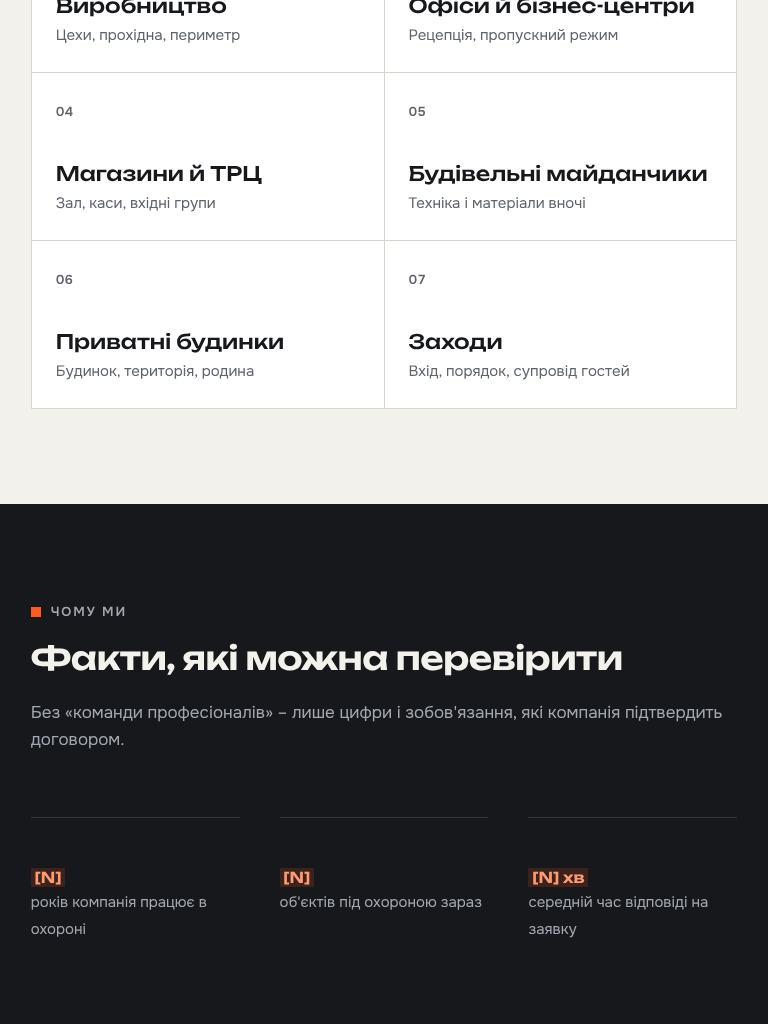 Виробництво
Цехи, прохідна, периметр
Офіси й бізнес-центри
Рецепція, пропускний режим
04
Магазини й ТРЦ
Зал, каси, вхідні групи
05
Будівельні майданчики
Техніка і матеріали вночі
06
Приватні будинки
Будинок, територія, родина
07
Заходи
Вхід, порядок, супровід гостей
ЧОМУ МИ
Факти, які можна перевірити
Без «команди професіоналів» – лише цифри і зобов'язання, які компанія підтвердить
договором.
[N]
років компанія працює в
охороні
[N]
об'єктів під охороною зараз
[N] хв
середній час відповіді на
заявку